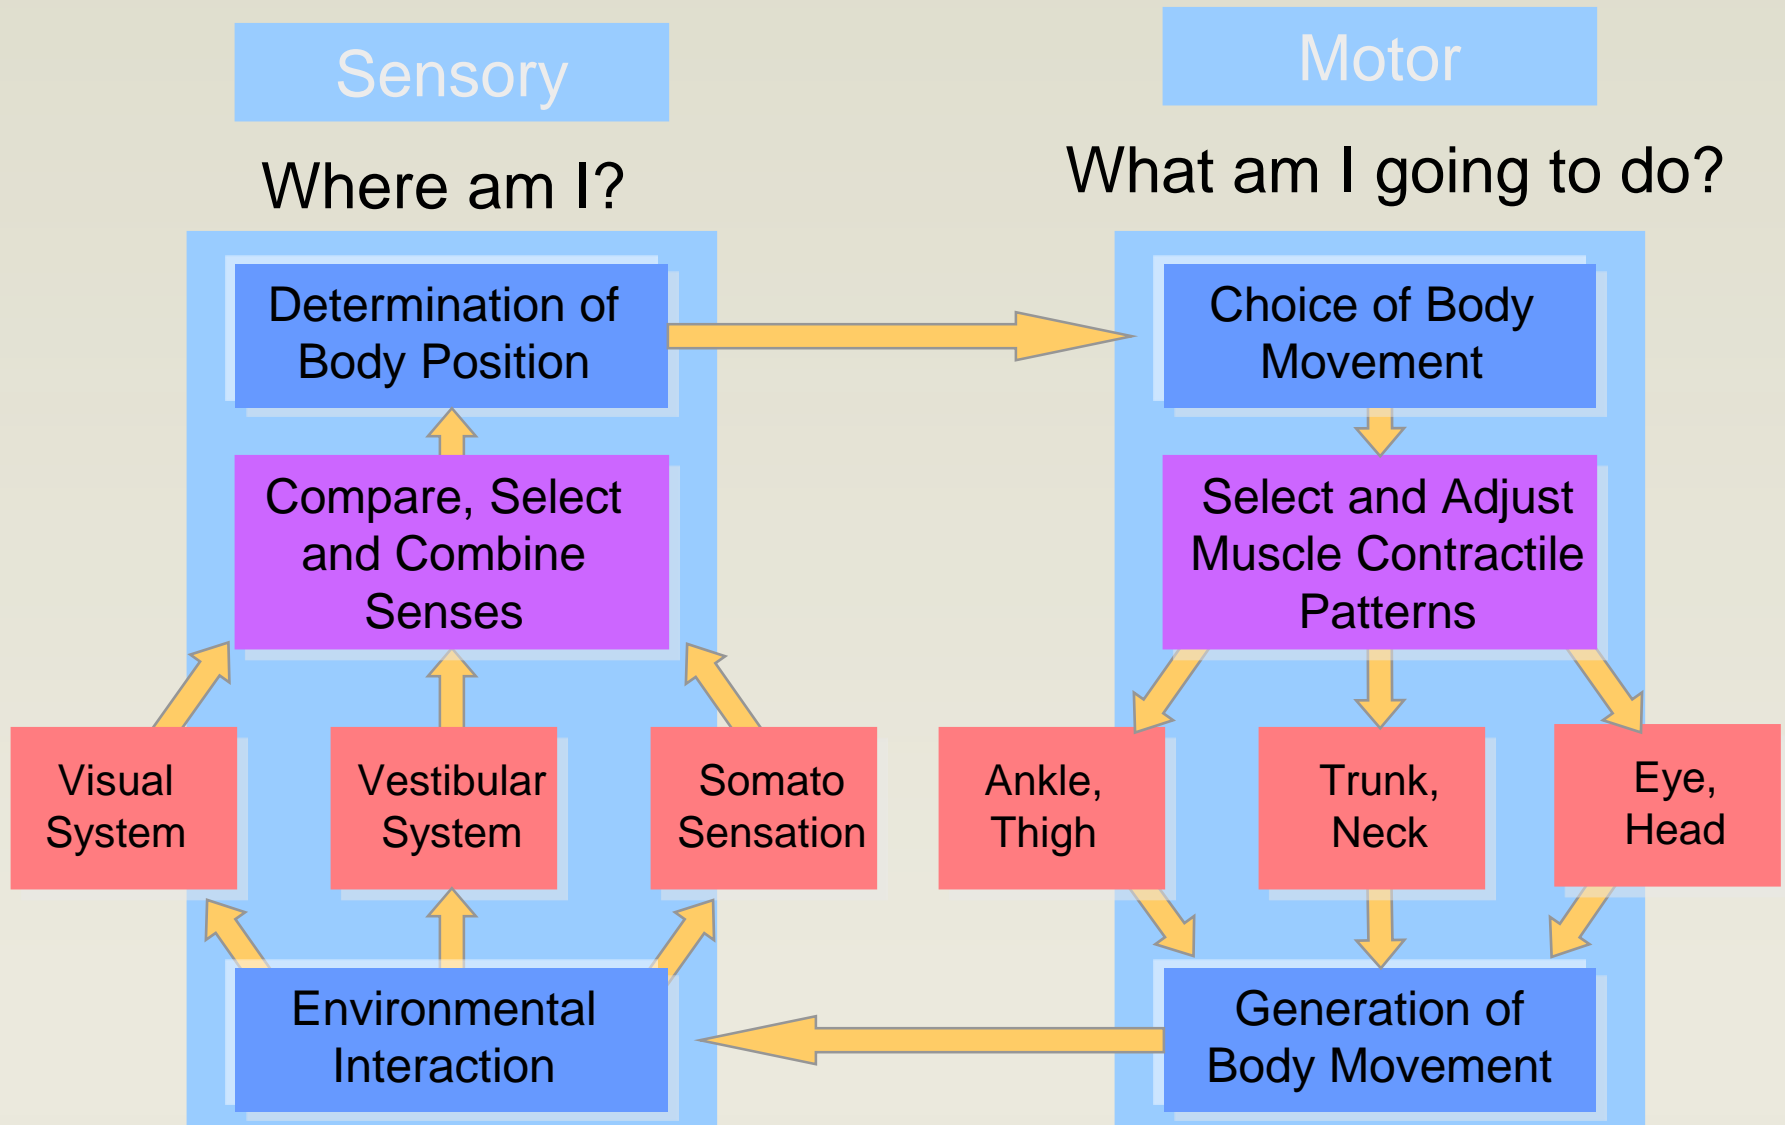 Sensory
Where am I?
Determination of
Body Position
Compare, Select
and Combine
Senses
Visual
System
Vestibular
System
Somato
Sensation
Environmental
Interaction
Motor
What am I going to do?
Choice of Body
Movement
Select and Adjust
Muscle Contractile
Patterns
Ankle,
Thigh
Trunk,
Neck
Eye,
Head
Generation of
Body Movement